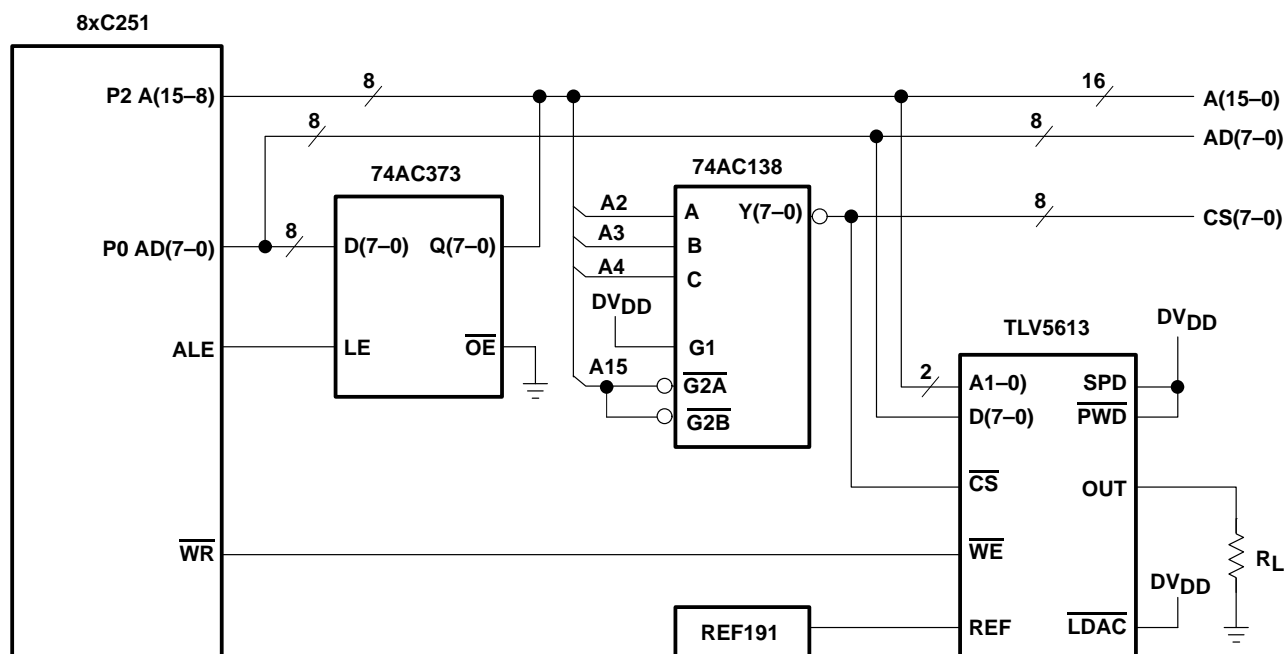 8xC251
P2 A(15–8)
8
16
A(15–0)
8
8
AD(7–0)
74AC373
74AC138
A2
A
Y(7–0)
8
CS(7–0)
P0 AD(7–0)
8
D(7–0)
Q(7–0)
A3
B
A4
C
DVDD
ALE
LE
OE
G1
TLV5613
DVDD
A15
G2A
2
A1–0)
SPD
G2B
D(7–0)
PWD
CS
OUT
WR
WE
RL
DVDD
REF191
REF
LDAC